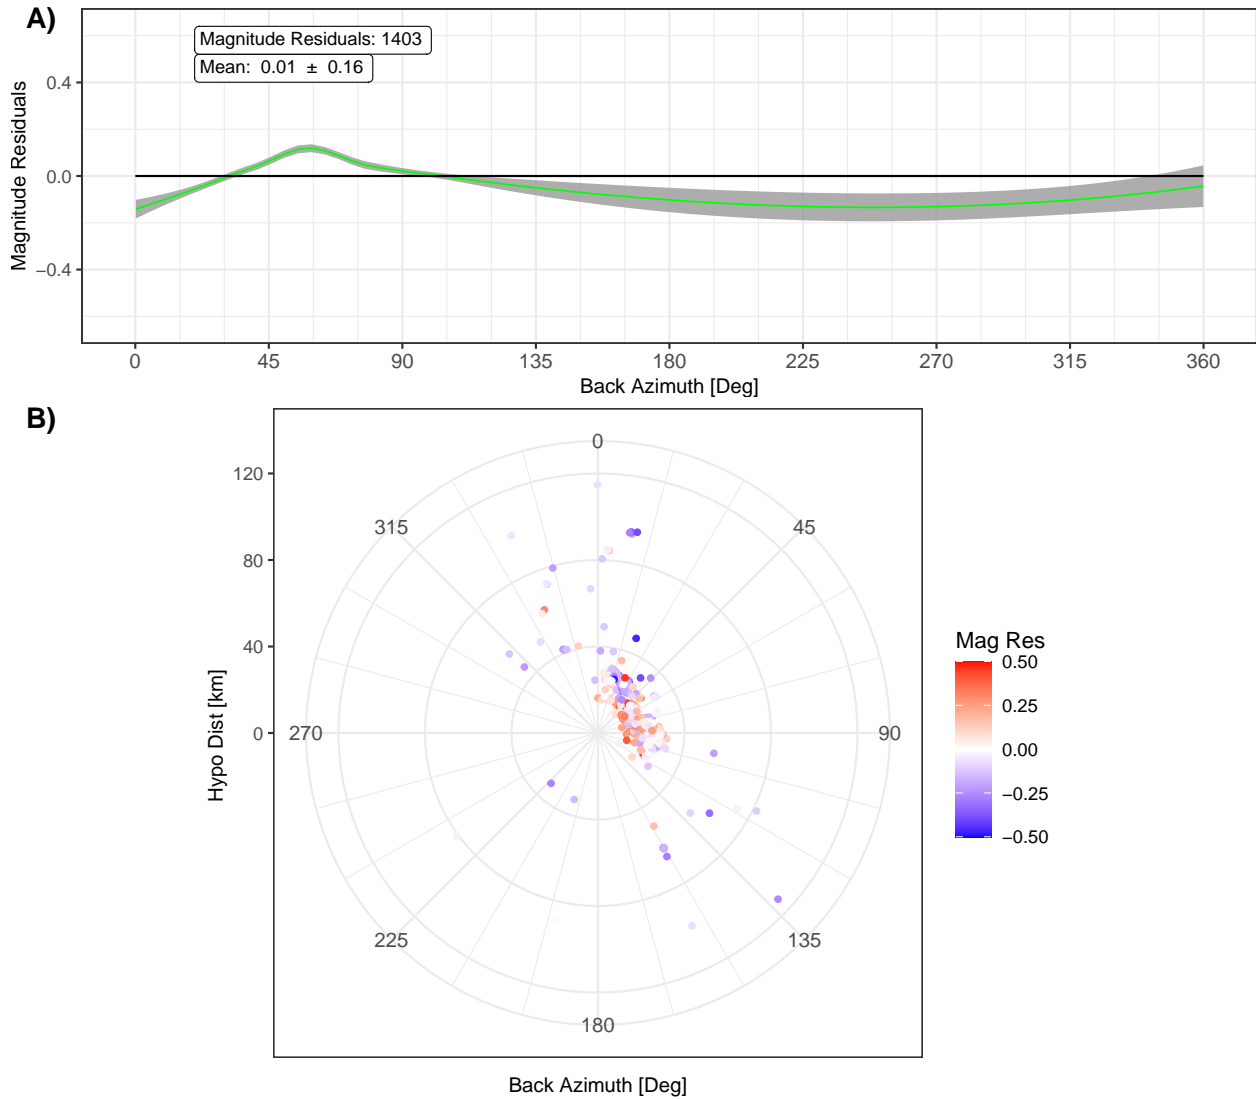 A)
Magnitude Residuals: 1403
Mean: 0.01 ± 0.16
Magnitude Residuals
0.4
0.0
−0.4
0 45 90 135 180 225 270 315 360
Back Azimuth [Deg]
B)
Hypo Dist [km]
120
80
40
0
0
45
90
135
180
225
270
315
Back Azimuth [Deg]
Mag Res
0.50
0.25
0.00
−0.25
−0.50